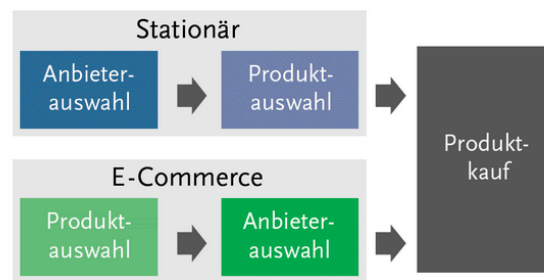 Stationär
Anbieter-
auswahl
Produkt-
auswahl
E-Commerce
Produkt-
auswahl
Anbieter-
auswahl
Produkt-
kauf